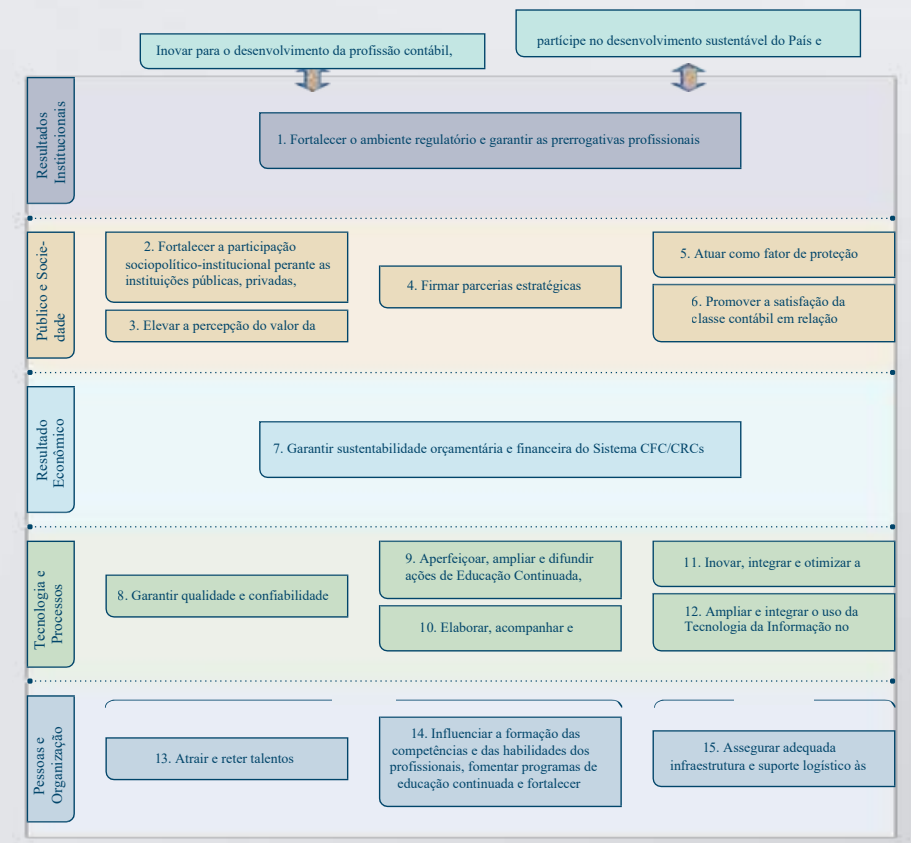 Inovar para o desenvolvimento da profissão contábil,
partícipe no desenvolvimento sustentável do País e
Resultados
Institucionais
1. Fortalecer o ambiente regulatório e garantir as prerrogativas profissionais
Público e Socie-
dade
2. Fortalecer a participação
sociopolítico-institucional perante as
instituições públicas, privadas,
3. Elevar a percepção do valor da
4. Firmar parcerias estratégicas
5. Atuar como fator de proteção
6. Promover a satisfação da
classe contábil em relação
Resultado
Econômico
7. Garantir sustentabilidade orçamentária e financeira do Sistema CFC/CRCs
Tecnologia e
Processos
8. Garantir qualidade e confiabilidade
9. Aperfeiçoar, ampliar e difundir
ações de Educação Continuada,
10. Elaborar, acompanhar e
11. Inovar, integrar e otimizar a
12. Ampliar e integrar o uso da
Tecnologia da Informação no
Pessoas e
Organização
13. Atrair e reter talentos
14. Influenciar a formação das
competências e das habilidades dos
profissionais, fomentar programas de
educação continuada e fortalecer
15. Assegurar adequada
infraestrutura e suporte logístico às